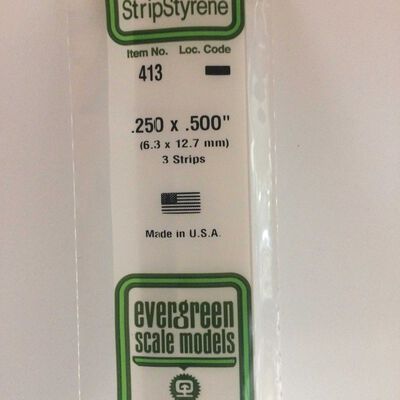 StripStyrene
Item No. Loc. Code
413
.250 x .500"
(6.3 x 12.7 mm)
3 Strips
Made in U.S.A.
evergreen
scale models